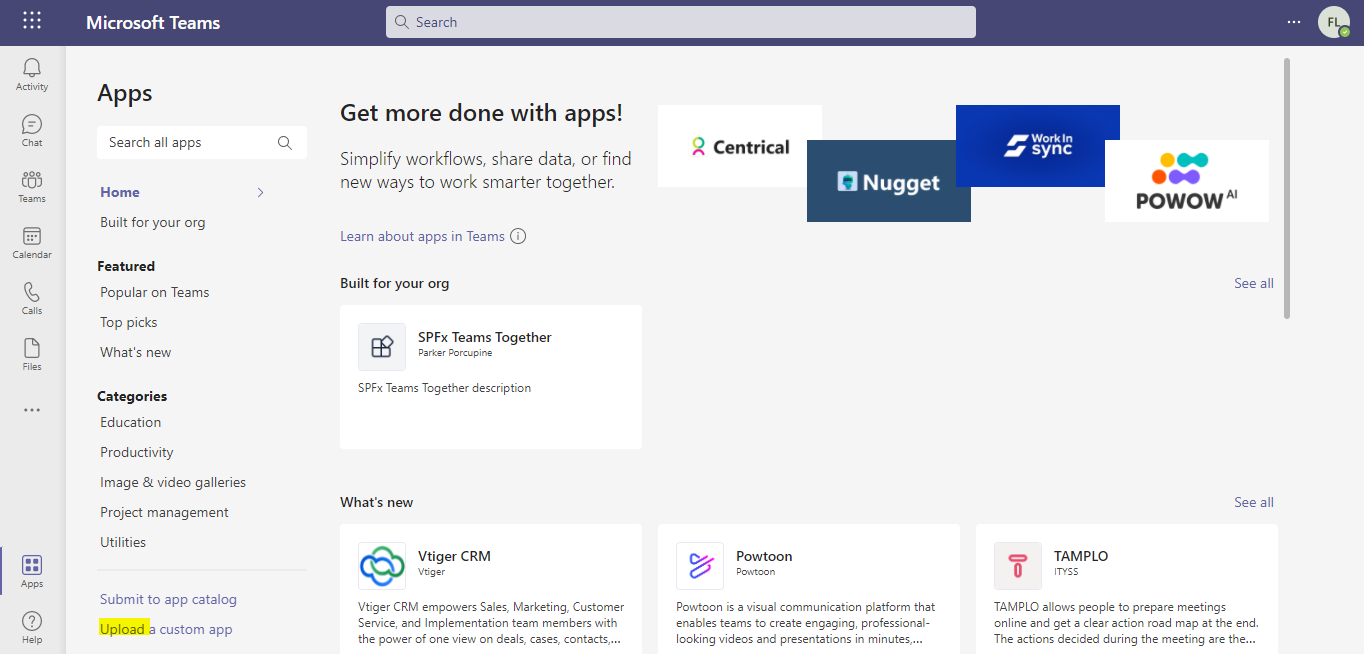 Microsoft Teams
Search
FL
Activity
Chat
Teams
Calendar
Calls
Files
Apps
Help
Apps
Search all apps
Home
Built for your org
Featured
Popular on Teams
Top picks
What's new
Categories
Education
Productivity
Image & video galleries
Project management
Utilities
Submit to app catalog
Upload a custom app
Get more done with apps!
Simplify workflows, share data, or find
new ways to work smarter together.
Learn about apps in Teams
Centrical
Nugget
Work In
sync
POWOW AI
Built for your org
See all
SPFx Teams Together
Parker Porcupine
SPFx Teams Together description
What's new
See all
Vtiger CRM
Vtiger
Vtiger CRM empowers Sales, Marketing, Customer
Service, and Implementation team members with
the power of one view on deals, cases, contacts,...
Powtoon
Powtoon
Powtoon is a visual communication platform that
enables teams to create engaging, professional-
looking videos and presentations in minutes,...
TAMPLO
ITYSS
TAMPLO allows people to prepare meetings
online and get a clear action road map at the end.
The actions decided during the meeting are the...